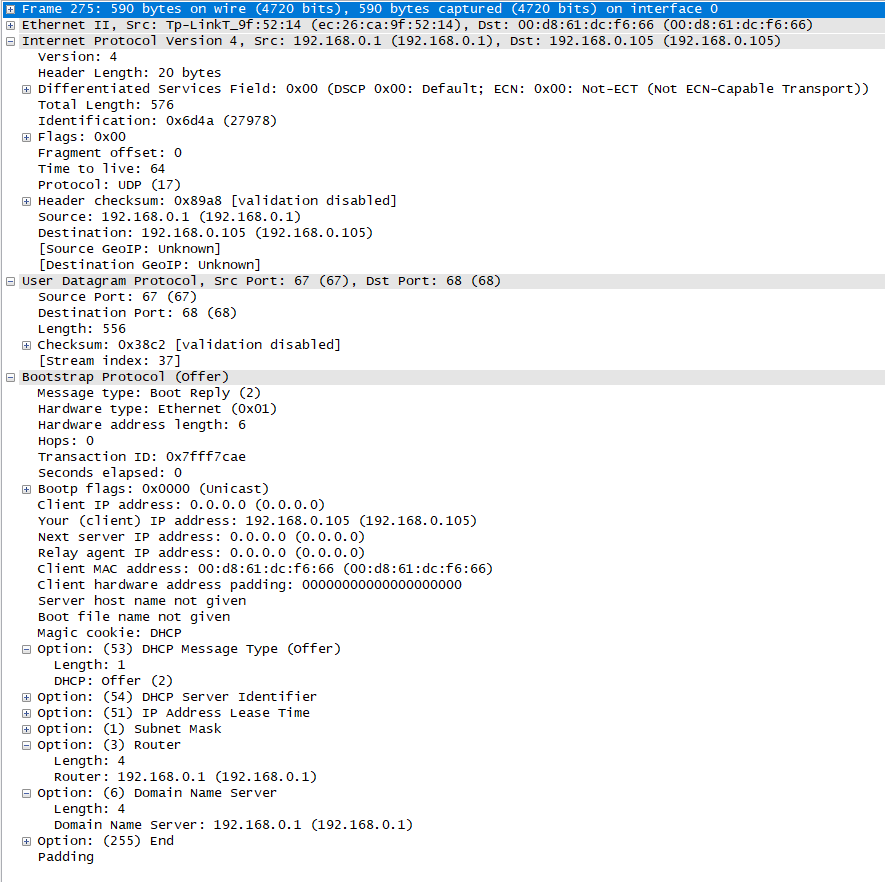 Frame 275: 590 bytes on wire (4720 bits), 590 bytes captured (4720 bits) on interface 0
Ethernet II, Src: Tp-LinkT_9f:52:14 (ec:26:ca:9f:52:14), Dst: 00:d8:61:dc:f6:66 (00:d8:61:dc:f6:66)
Internet Protocol Version 4, Src: 192.168.0.1 (192.168.0.1), Dst: 192.168.0.105 (192.168.0.105)
Version: 4
Header Length: 20 bytes
Differentiated Services Field: 0x00 (DSCP 0x00: Default; ECN: 0x00: Not-ECT (Not ECN-Capable Transport))
Total Length: 576
Identification: 0x6d4a (27978)
Flags: 0x00
Fragment offset: 0
Time to live: 64
Protocol: UDP (17)
Header checksum: 0x89a8 [validation disabled]
Source: 192.168.0.1 (192.168.0.1)
Destination: 192.168.0.105 (192.168.0.105)
[Source GeoIP: Unknown]
[Destination GeoIP: Unknown]
User Datagram Protocol, Src Port: 67 (67), Dst Port: 68 (68)
Source Port: 67 (67)
Destination Port: 68 (68)
Length: 556
Checksum: 0x38c2 [validation disabled]
[Stream index: 37]
Bootstrap Protocol (Offer)
Message type: Boot Reply (2)
Hardware type: Ethernet (0x01)
Hardware address length: 6
Hops: 0
Transaction ID: 0x7fff7cae
Seconds elapsed: 0
Bootp flags: 0x0000 (Unicast)
Client IP address: 0.0.0.0 (0.0.0.0)
Your (client) IP address: 192.168.0.105 (192.168.0.105)
Next server IP address: 0.0.0.0 (0.0.0.0)
Relay agent IP address: 0.0.0.0 (0.0.0.0)
Client MAC address: 00:d8:61:dc:f6:66 (00:d8:61:dc:f6:66)
Client hardware address padding: 00000000000000000000
Server host name not given
Boot file name not given
Magic cookie: DHCP
Option: (53) DHCP Message Type (Offer)
Length: 1
DHCP: Offer (2)
Option: (54) DHCP Server Identifier
Option: (51) IP Address Lease Time
Option: (1) Subnet Mask
Option: (3) Router
Length: 4
Router: 192.168.0.1 (192.168.0.1)
Option: (6) Domain Name Server
Length: 4
Domain Name Server: 192.168.0.1 (192.168.0.1)
Option: (255) End
Padding